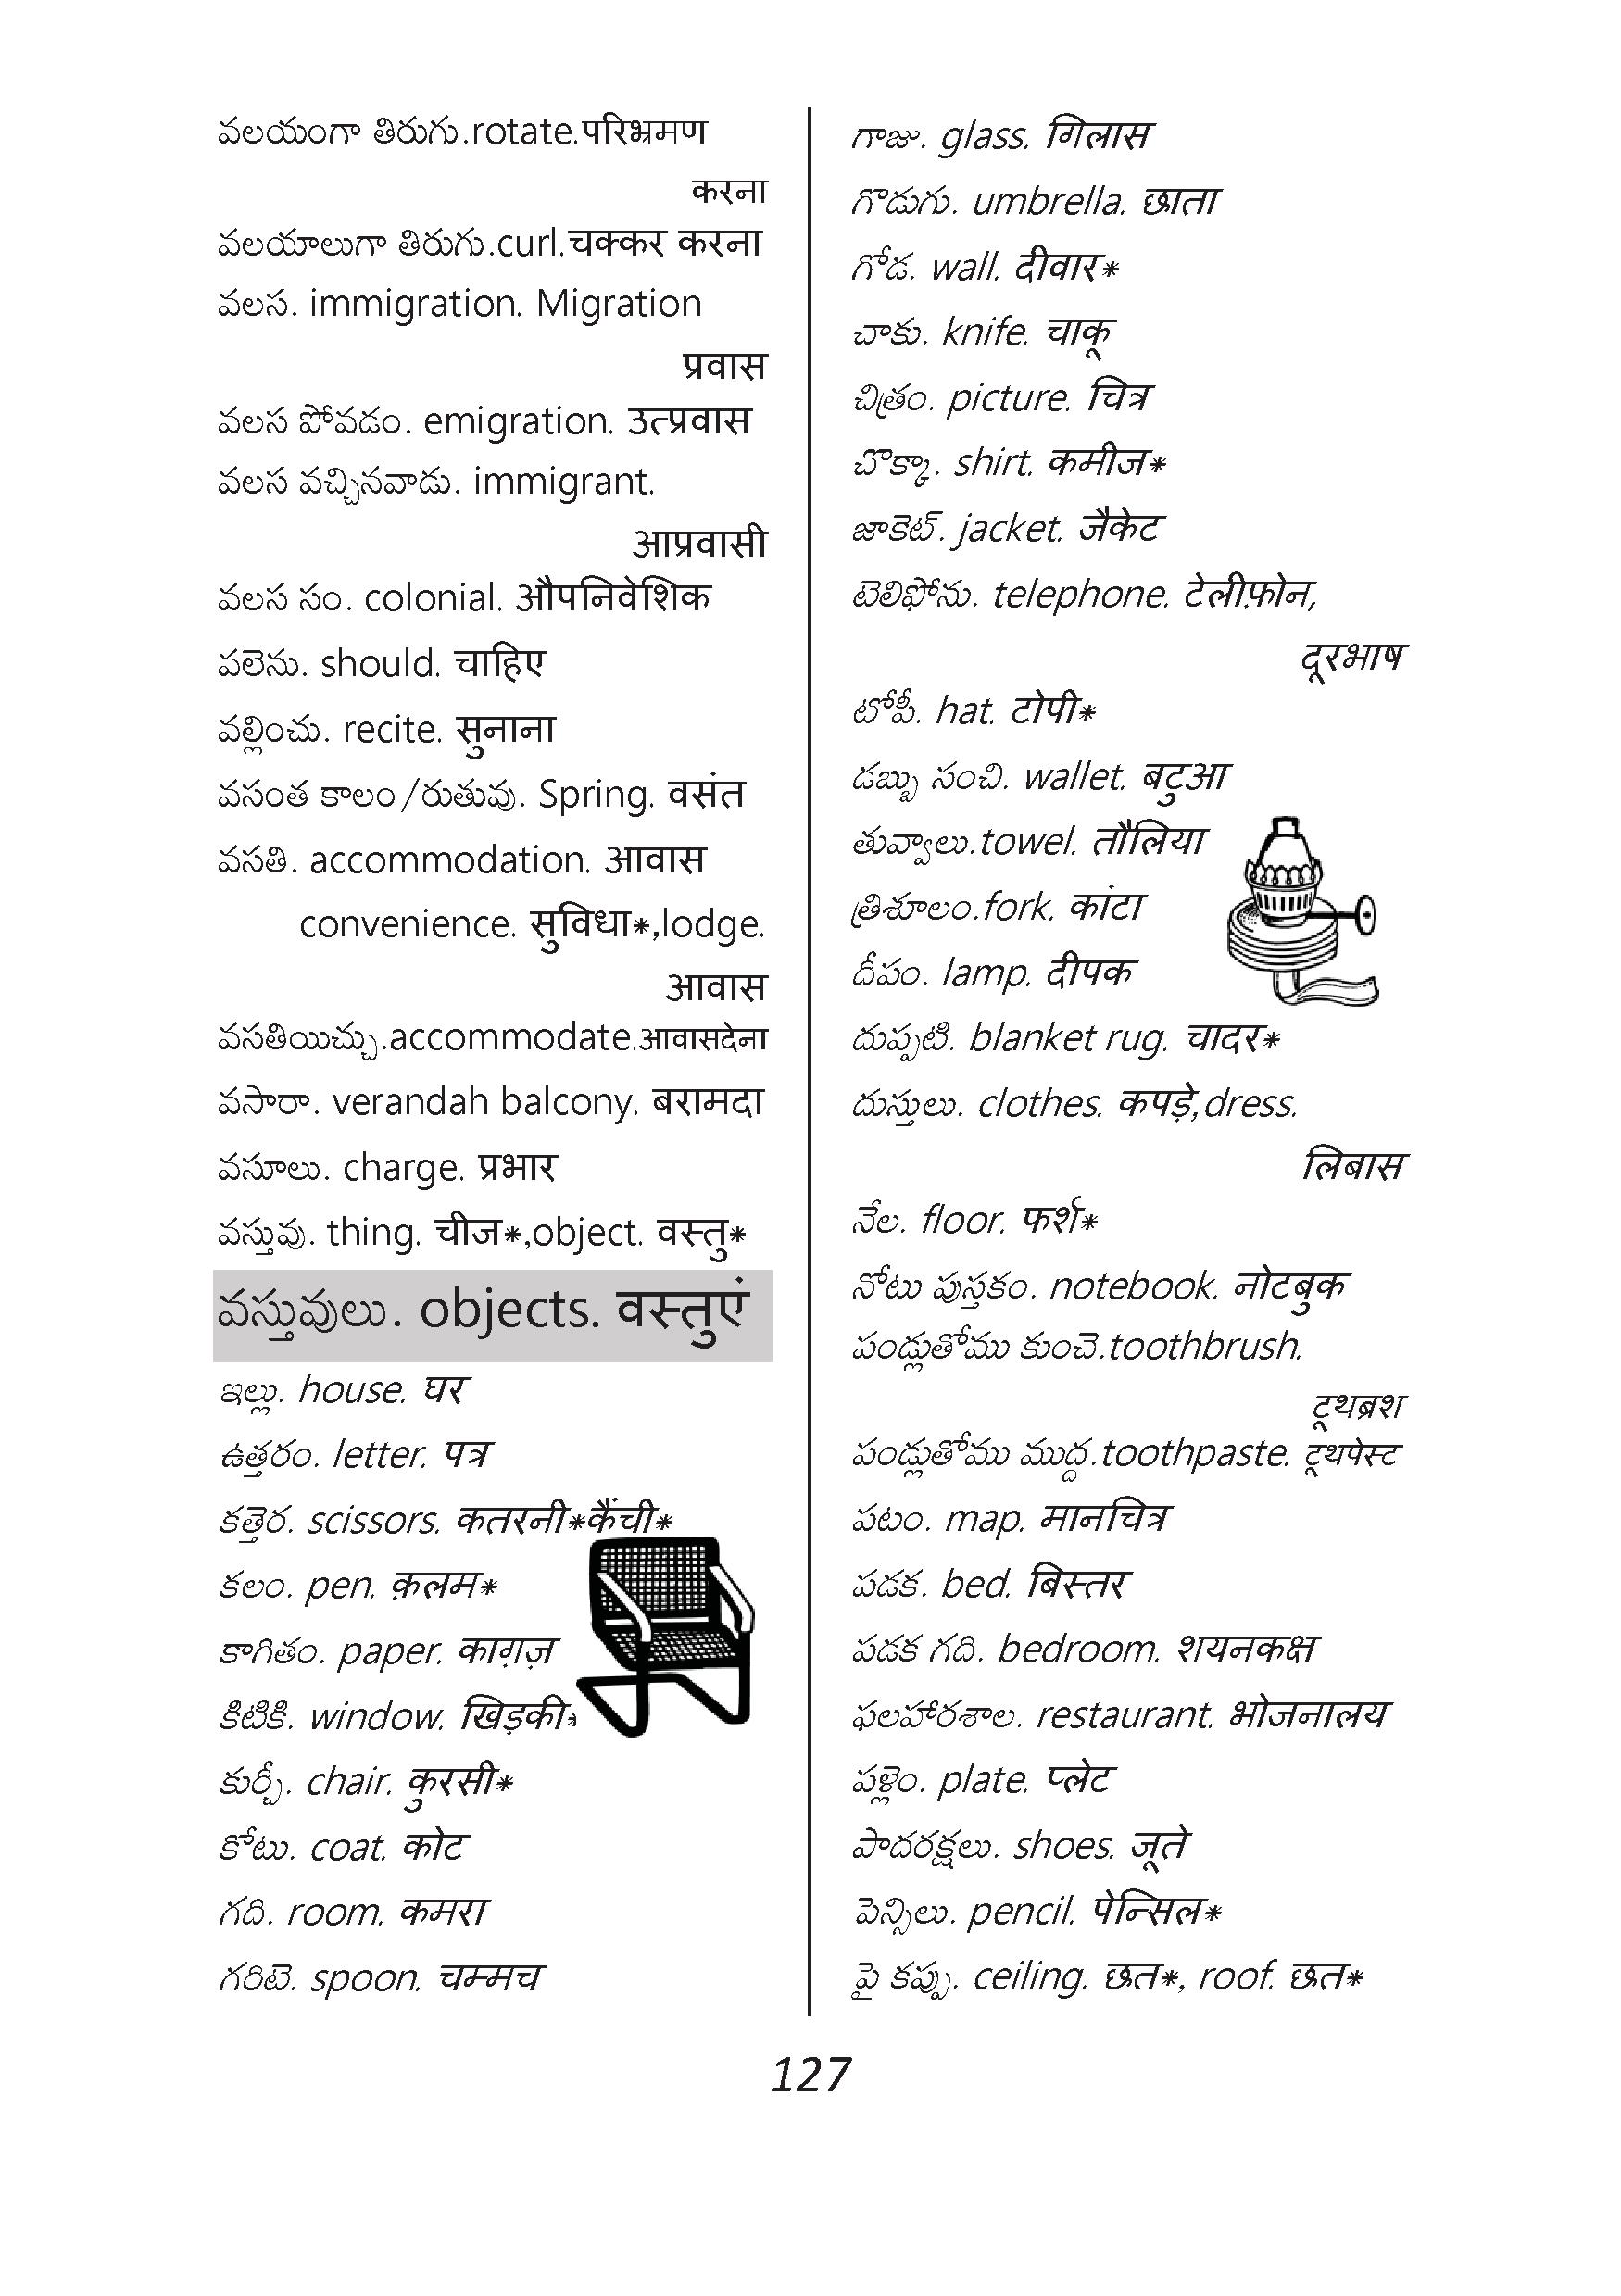 వలయంగా తిరుగు.rotate.परिभ्रमण
करना
వలయాలుగా తిరుగు.curl.चक्कर करना
వలస. immigration. Migration
प्रवास
వలస పోవడం. emigration. उत्प्रवास
వలస వచ్చినవాడు. immigrant.
आप्रवासी
వలస సం. colonial. औपनिवेशिक
వలెను. should. चाहिए
వల్లించు. recite. सुनाना
వసంత కాలం/రుతువు. Spring. वसंत
వసతి. accommodation. आवास
convenience. सुविधा*,lodge.
आवास
వసతియిచ్చు.accommodate.आवासदेना
వసారా. verandah balcony. बरामदा
వసూలు. charge. प्रभार
వస్తువు. thing. चीज*,object. वस्तु*
వస్తువులు. objects. वस्तुएं
ఇల్లు. house. घर
ఉత్తరం. letter. पत्र
కత్తెర. scissors. कतरनी*कैंची*
కలం. pen. क़लम*
కాగితం. paper. काग़ज़
కిటికి. window. खिड़की*
కుర్చీ. chair. कुरसी*
కోటు. coat. कोट
గది. room. कमरा
గరిటె. spoon. चम्मच
గాజు. glass. गिलास
గొడుగు. umbrella. छाता
గోడ. wall. दीवार*
చాకు. knife. चाकू
చిత్రం. picture. चित्र
చొక్కా. shirt. कमीज*
జాకెట్. jacket. जैकेट
టెలిఫోను. telephone. टेलीफ़ोन,
दूरभाष
టోపీ. hat. टोपी*
డబ్బు సంచి. wallet. बटुआ
తువ్వాలు.towel. तौलिया
త్రిశూలం.fork. कांटा
దీపం. lamp. दीपक
దుప్పటి. blanket rug. चादर*
దుస్తులు. clothes. कपड़े,dress.
लिबास
నేల. floor. फर्श*
నోటు పుస్తకం. notebook. नोटबुक
పండ్లుతోము కుంచె.toothbrush.
टूथब्रश
పండ్లుతోము ముద్ద.toothpaste. टूथपेस्ट
పటం. map. मानचित्र
పడక. bed. बिस्तर
పడక గది. bedroom. शयनकक्ष
ఫలహారశాల. restaurant. भोजनालय
పళ్లెం. plate. प्लेट
పాదరక్షలు. shoes. जूते
పెన్సిలు. pencil. पेन्सिल*
పై కప్పు. ceiling. छत*, roof. छत*
127